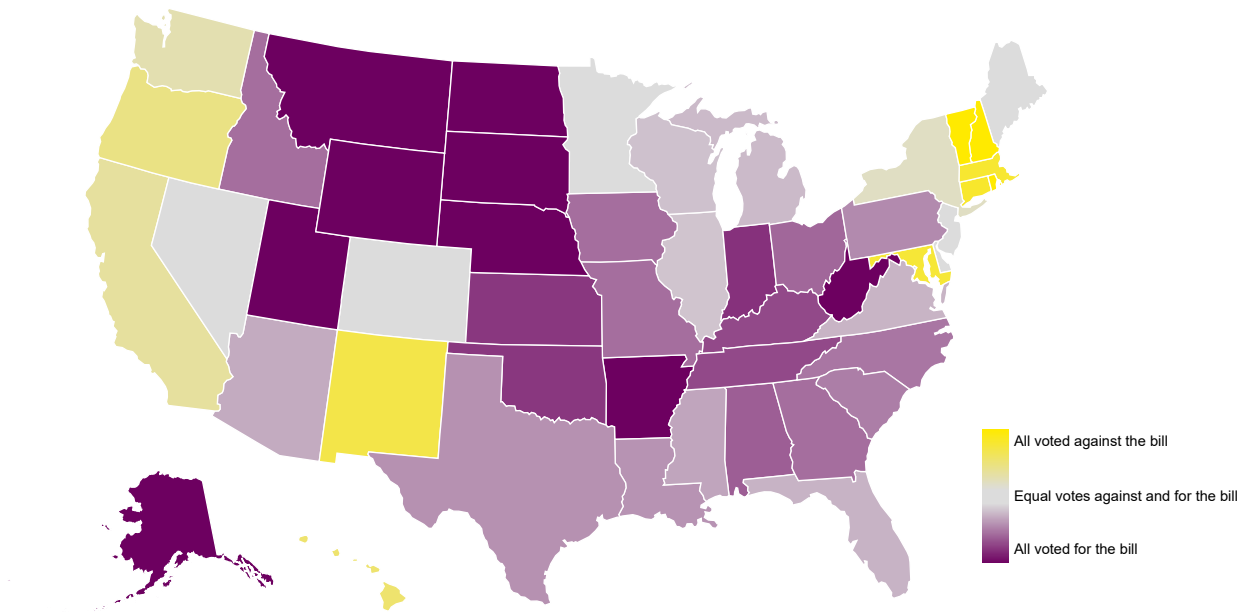 All voted against the bill
Equal votes against and for the bill
All voted for the bill